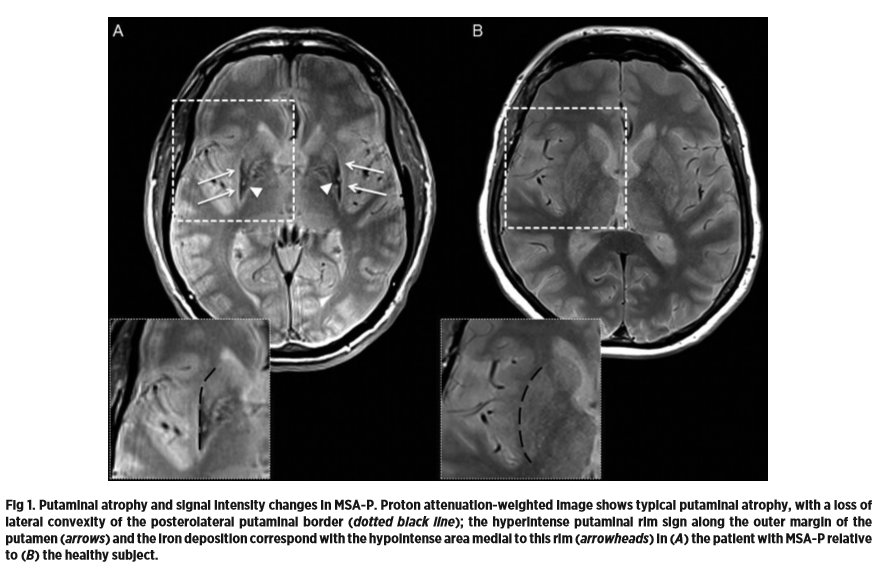 A
B
Fig 1. Putaminal atrophy and signal intensity changes in MSA-P. Proton attenuation-weighted image shows typical putaminal atrophy, with a loss of
lateral convexity of the posterolateral putaminal border (dotted black line); the hyperintense putaminal rim sign along the outer margin of the
putamen (arrows) and the iron deposition correspond with the hypointense area medial to this rim (arrowheads) in (A) the patient with MSA-P relative
to (B) the healthy subject.